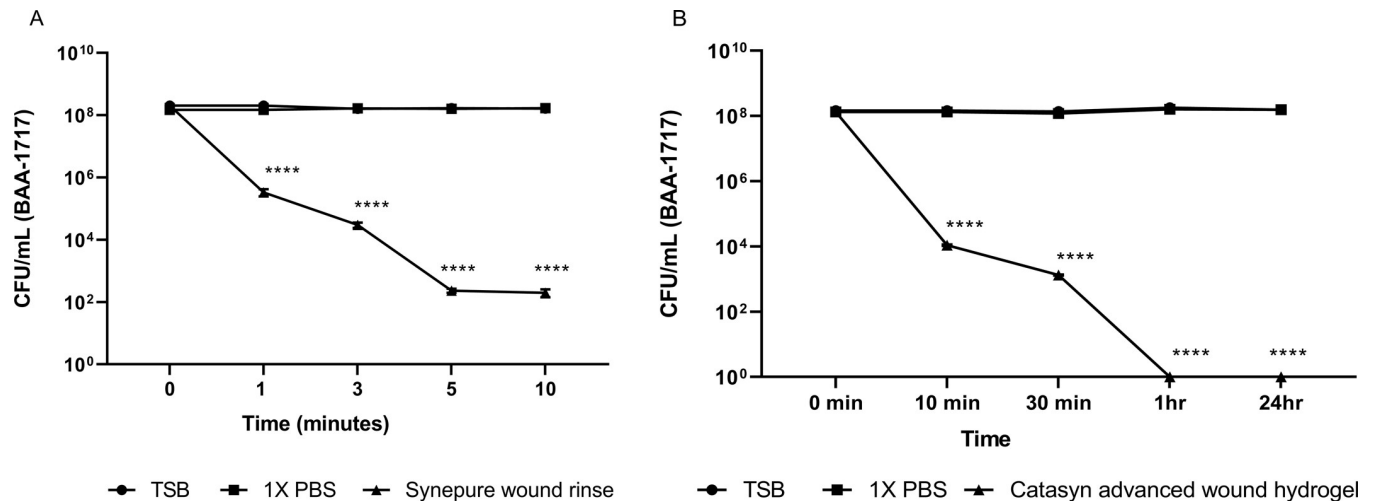 A
CFU/mL (BAA-1717)
10^10
10^8
10^6
10^4
10^2
10^0
****
****
****
****
0 1 3 5 10
Time (minutes)
TSB 1X PBS Synepure wound rinse
B
CFU/mL (BAA-1717)
10^10
10^8
10^6
10^4
10^2
10^0
****
****
****
****
0 min 10 min 30 min 1hr 24hr
Time
TSB 1X PBS Catasyn advanced wound hydrogel